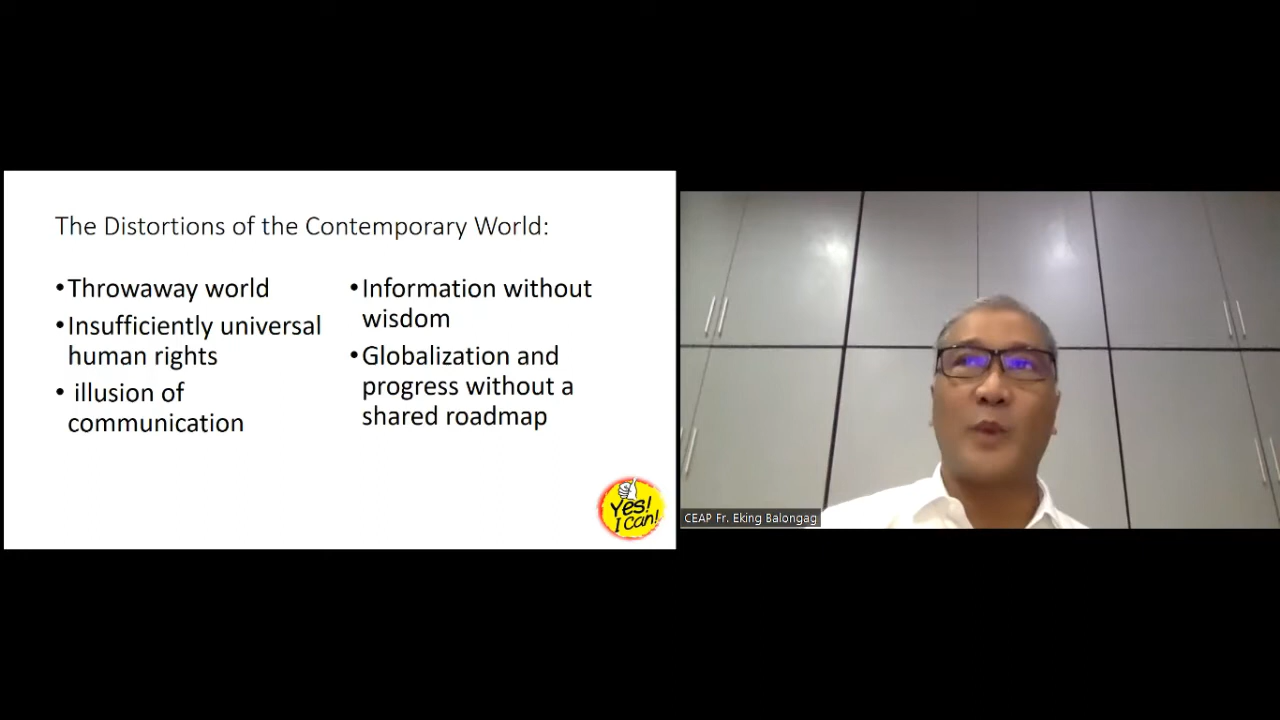 The Distortions of the Contemporary World:
•Throwaway world
•Insufficiently universal
human rights
• illusion of
communication
•Information without
wisdom
•Globalization and
progress without a
shared roadmap
Yes!
I can!
CEAP Fr. Eking Balongag